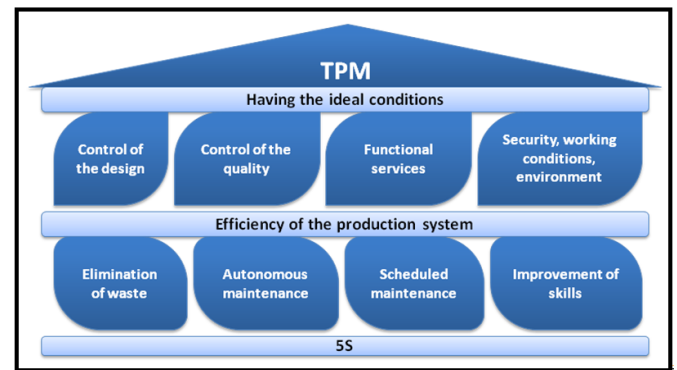 TPM
Having the ideal conditions
Control of
the design
Control of the
quality
Functional
services
Security, working
conditions,
environment
Efficiency of the production system
Elimination
of waste
Autonomous
maintenance
Scheduled
maintenance
Improvement of
skills
5S